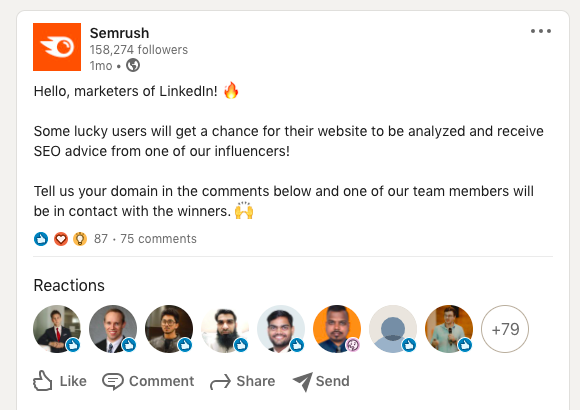 Semrush
158,274 followers
1mo •
Hello, marketers of LinkedIn! 🔥
Some lucky users will get a chance for their website to be analyzed and receive
SEO advice from one of our influencers!
Tell us your domain in the comments below and one of our team members will
be in contact with the winners. 🙌
87 · 75 comments
Reactions
+79
Like Comment Share Send